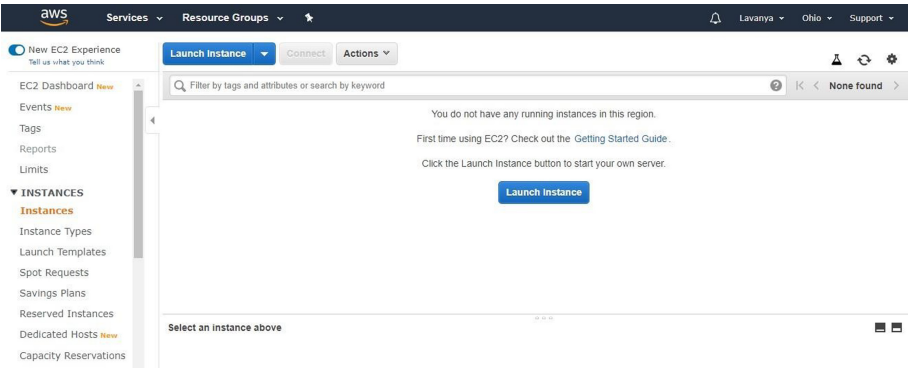 aws Services Resource Groups Lavanya Ohio Support
New EC2 Experience
Tell us what you think
EC2 Dashboard New
Events New
Tags
Reports
Limits
INSTANCES
Instances
Instance Types
Launch Templates
Spot Requests
Savings Plans
Reserved Instances
Dedicated Hosts New
Capacity Reservations
Launch Instance Connect Actions
Filter by tags and attributes or search by keyword ? None found
You do not have any running instances in this region.
First time using EC2? Check out the Getting Started Guide.
Click the Launch Instance button to start your own server.
Launch Instance
Select an instance above